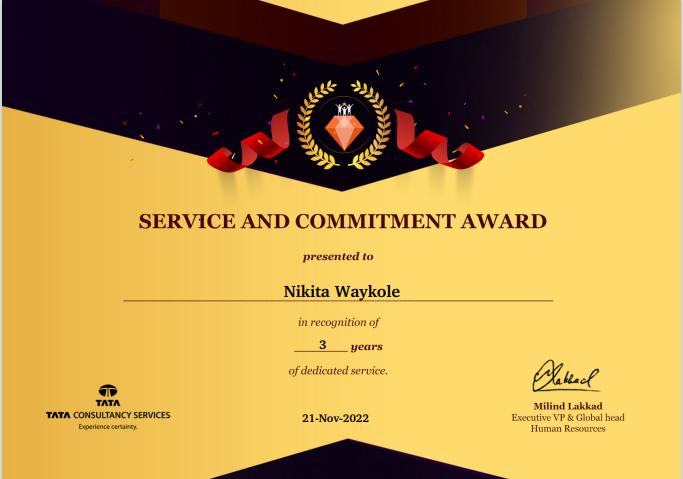 SERVICE AND COMMITMENT AWARD
presented to
Nikita Waykole
in recognition of
3 years
of dedicated service.
TATA
TATA CONSULTANCY SERVICES
Experience certainty.
21-Nov-2022
Lakkad
Milind Lakkad
Executive VP & Global head
Human Resources